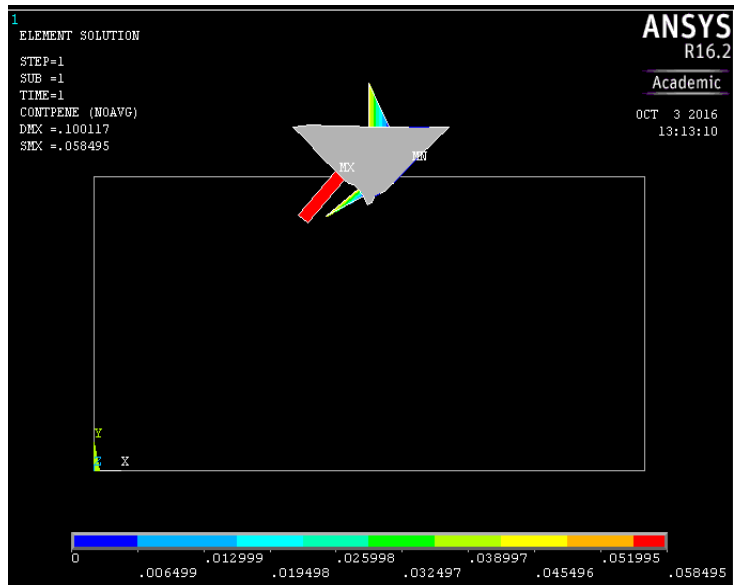 1
ELEMENT SOLUTION
STEP=1
SUB =1
TIME=1
CONTPENE (NOAVG)
DMX =.100117
SMX =.058495
ANSYS
R16.2
Academic
OCT 3 2016
13:13:10
MX
MN
Y
X
0 .012999 .025998 .038997 .051995
.006499 .019498 .032497 .045496 .058495